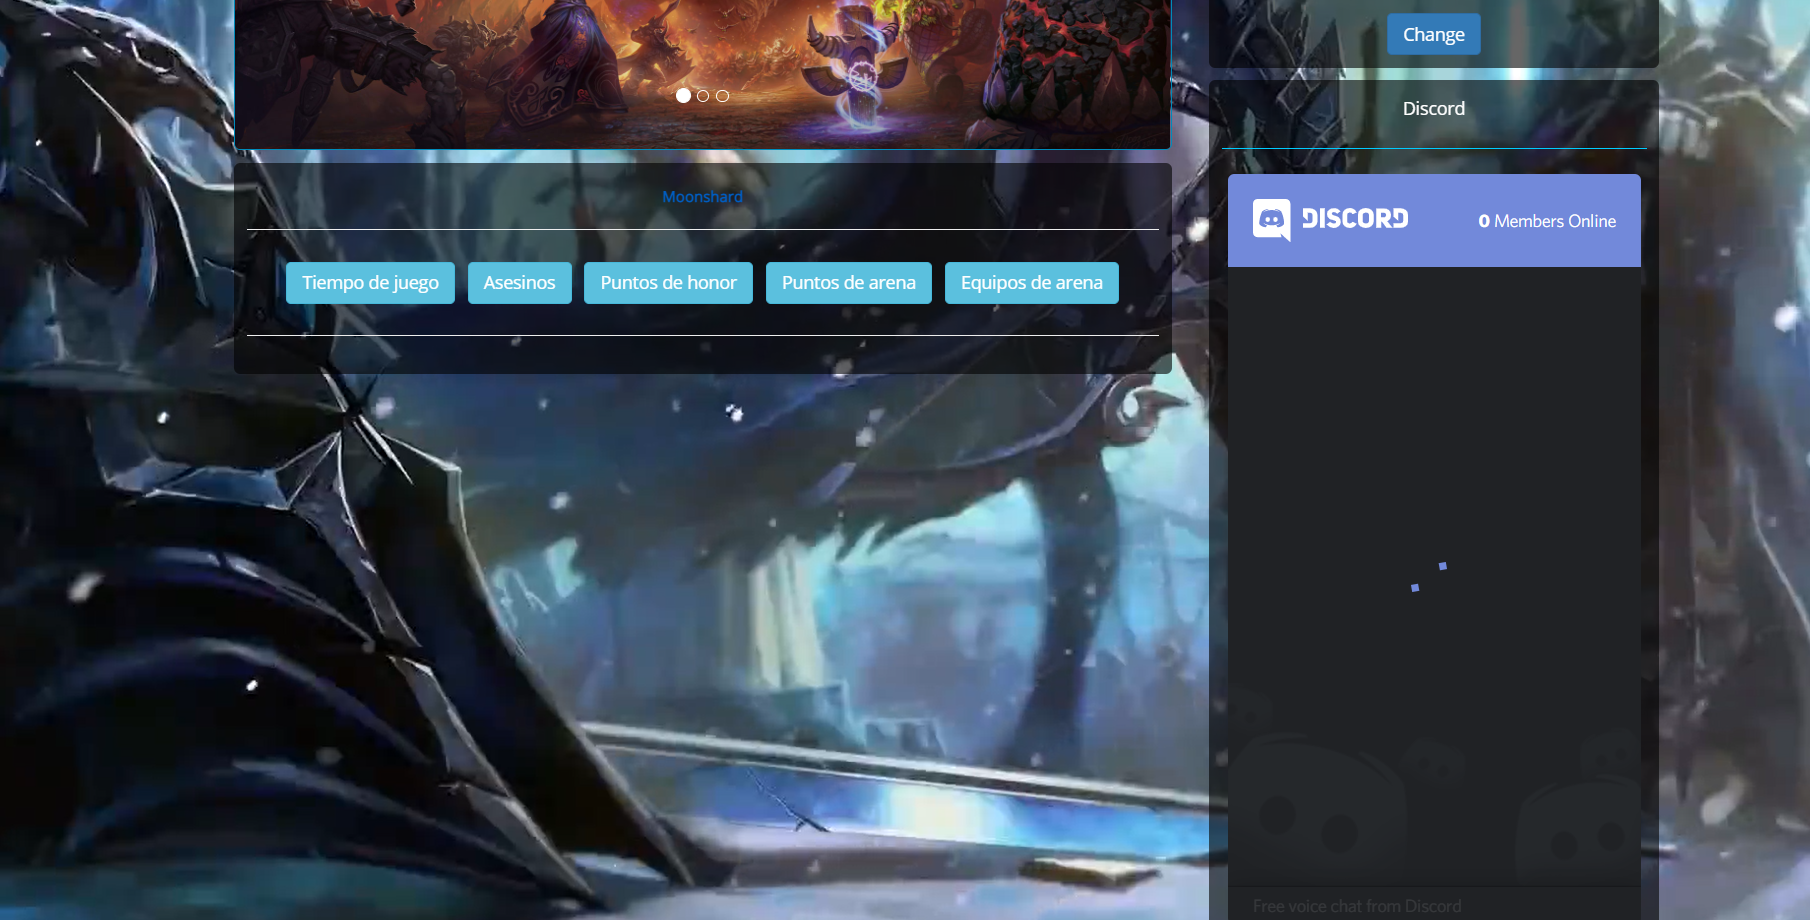 Change
Discord
DISCORD
0 Members Online
Moonshard
Tiempo de juego
Asesinos
Puntos de honor
Puntos de arena
Equipos de arena
Free voice chat from Discord